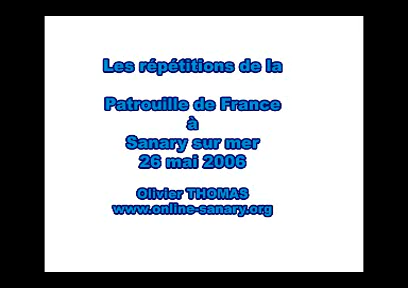 Les répétitions de la
Patrouille de France
à
Sanary sur mer
26 mai 2006
Olivier THOMAS
www.online-sanary.org